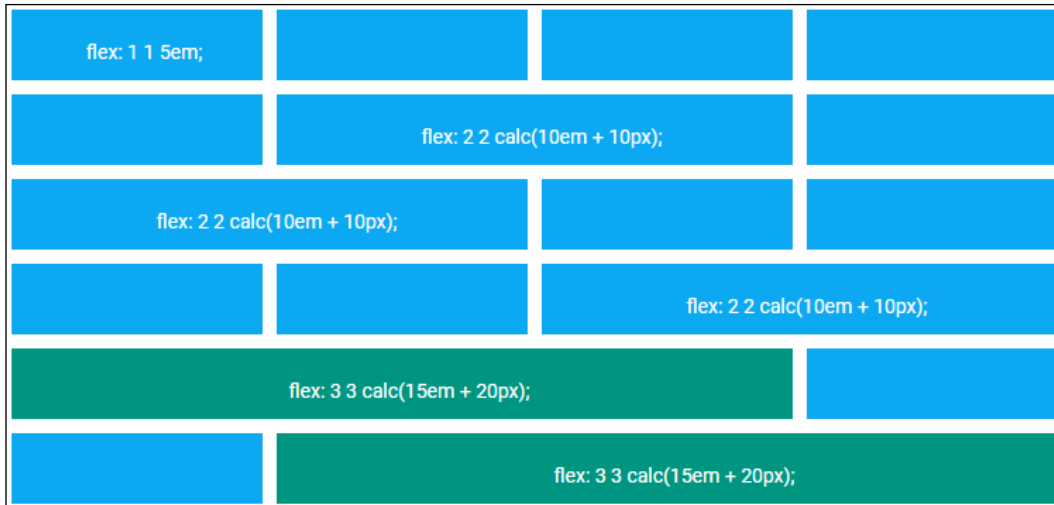 flex: 1 1 5em;
flex: 2 2 calc(10em + 10px);
flex: 2 2 calc(10em + 10px);
flex: 2 2 calc(10em + 10px);
flex: 3 3 calc(15em + 20px);
flex: 3 3 calc(15em + 20px);